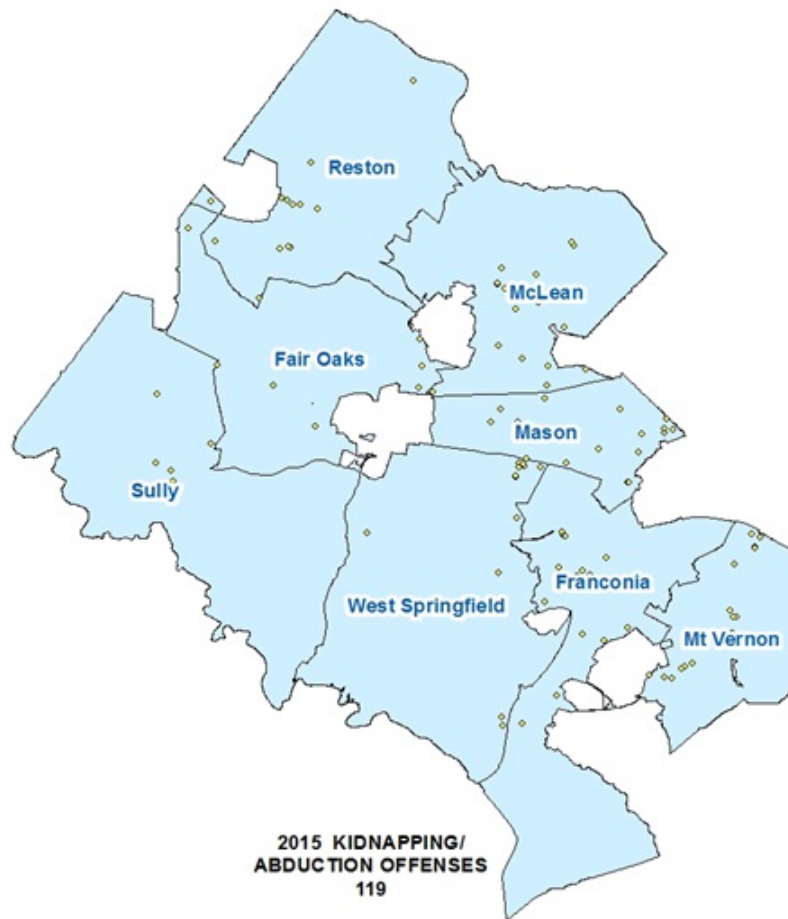 Reston
McLean
Fair Oaks
Mason
Sully
Franconia
West Springfield
Mt Vernon
2015 KIDNAPPING/
ABDUCTION OFFENSES
119